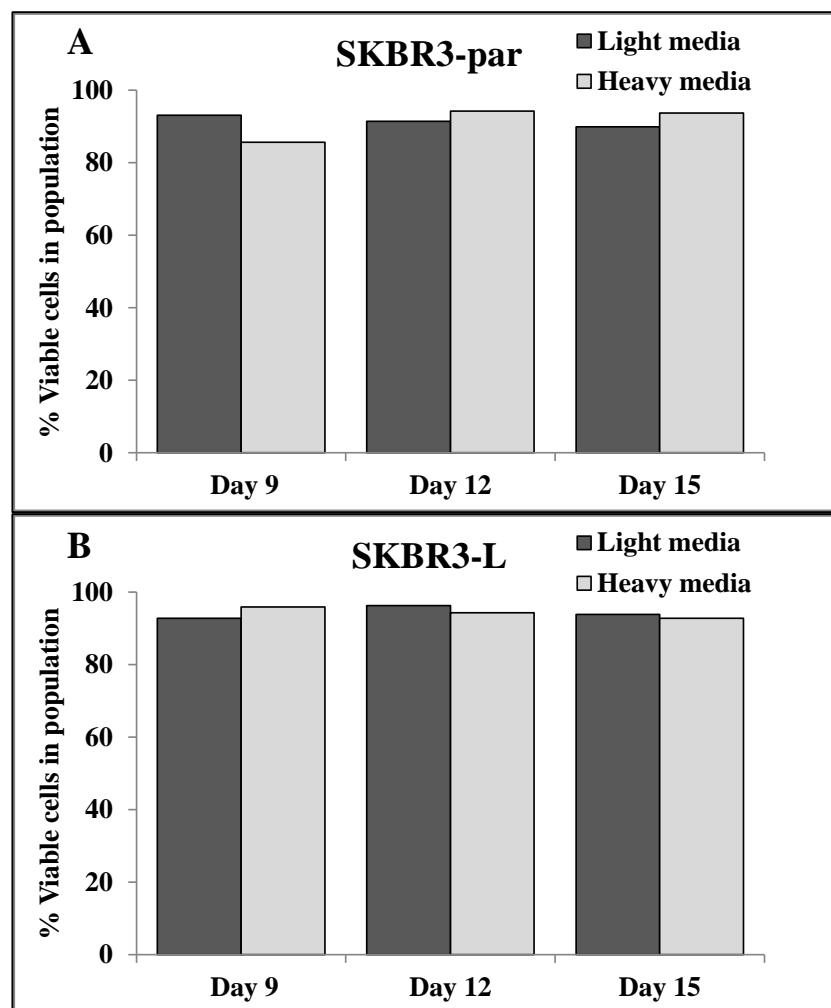 A
SKBR3-par
Light media
Heavy media
% Viable cells in population
100
80
60
40
20
0
Day 9
Day 12
Day 15
B
SKBR3-L
Light media
Heavy media
% Viable cells in population
100
80
60
40
20
0
Day 9
Day 12
Day 15